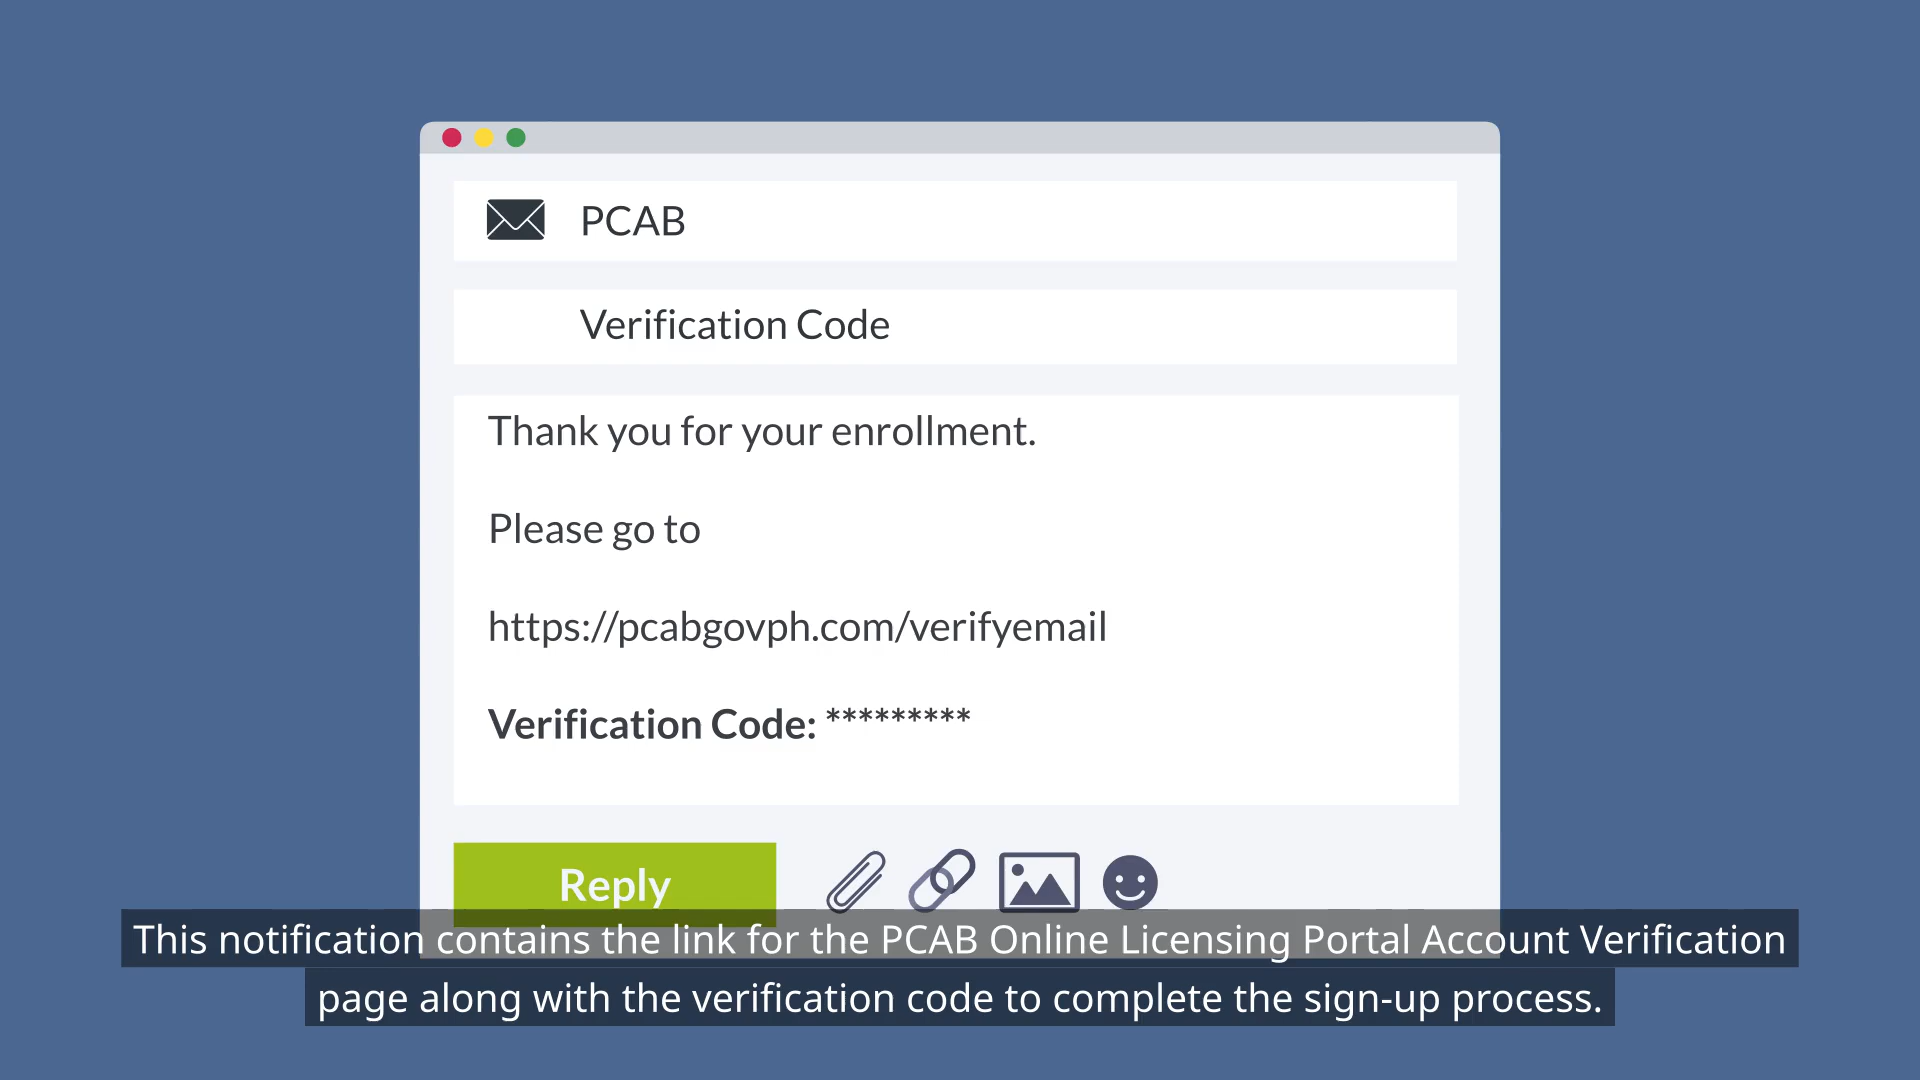 PCAB
Verification Code
Thank you for your enrollment.
Please go to
https://pcabgovph.com/verifyemail
Verification Code: *********
Reply
This notification contains the link for the PCAB Online Licensing Portal Account Verification
page along with the verification code to complete the sign-up process.